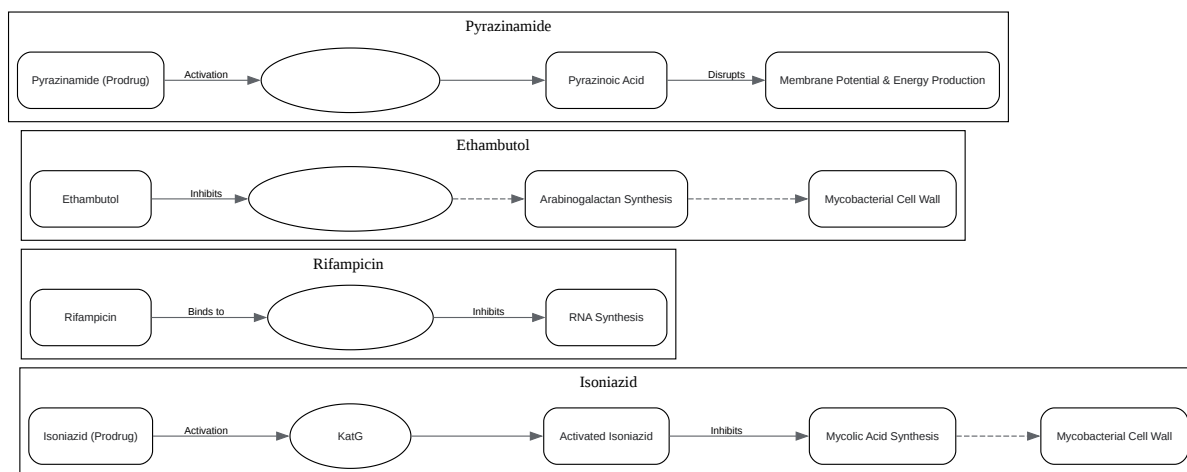 Pyrazinamide
Pyrazinamide (Prodrug)
Activation
Pyrazinoic Acid
Disrupts
Membrane Potential & Energy Production
Ethambutol
Ethambutol
Inhibits
Arabinogalactan Synthesis
Mycobacterial Cell Wall
Rifampicin
Rifampicin
Binds to
Inhibits
RNA Synthesis
Isoniazid
Isoniazid (Prodrug)
Activation
KatG
Activated Isoniazid
Inhibits
Mycolic Acid Synthesis
Mycobacterial Cell Wall